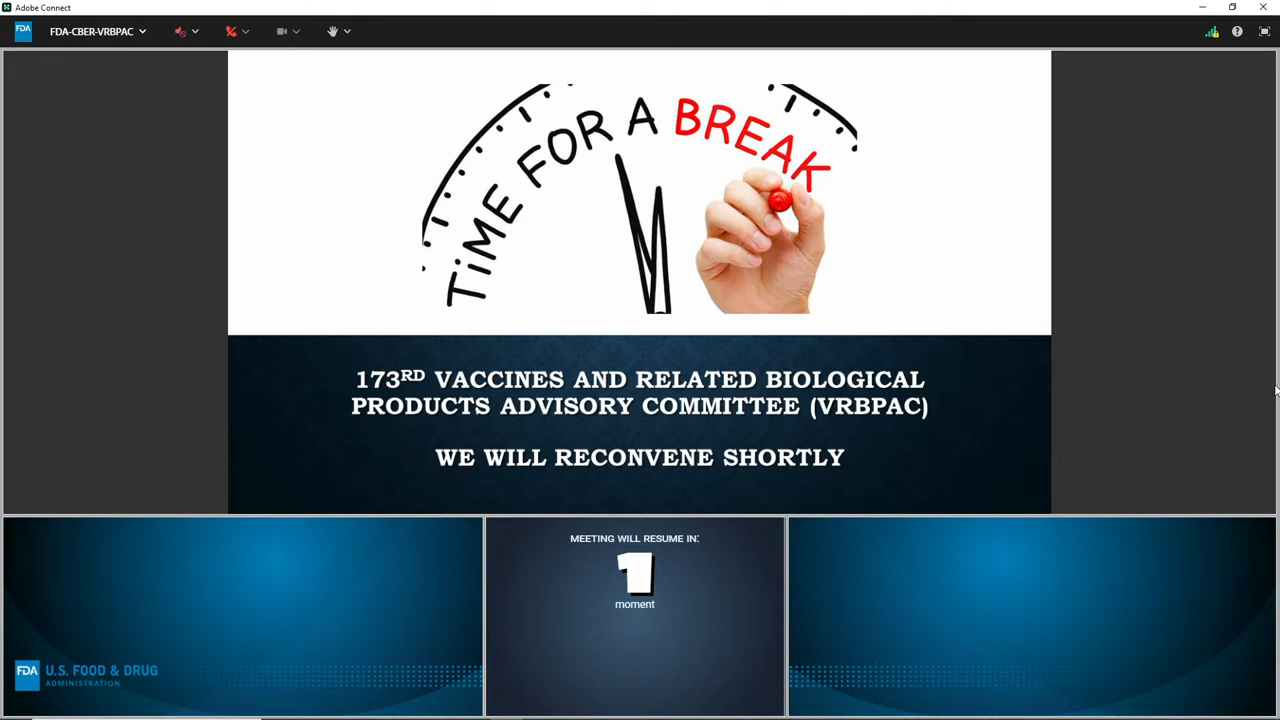 Adobe Connect
FDA
FDA-CBER-VRBPAC
TiME FOR A BREAK
173RD VACCINES AND RELATED BIOLOGICAL
PRODUCTS ADVISORY COMMITTEE (VRBPAC)
WE WILL RECONVENE SHORTLY
MEETING WILL RESUME IN:
1
moment
FDA U.S. FOOD & DRUG
ADMINISTRATION